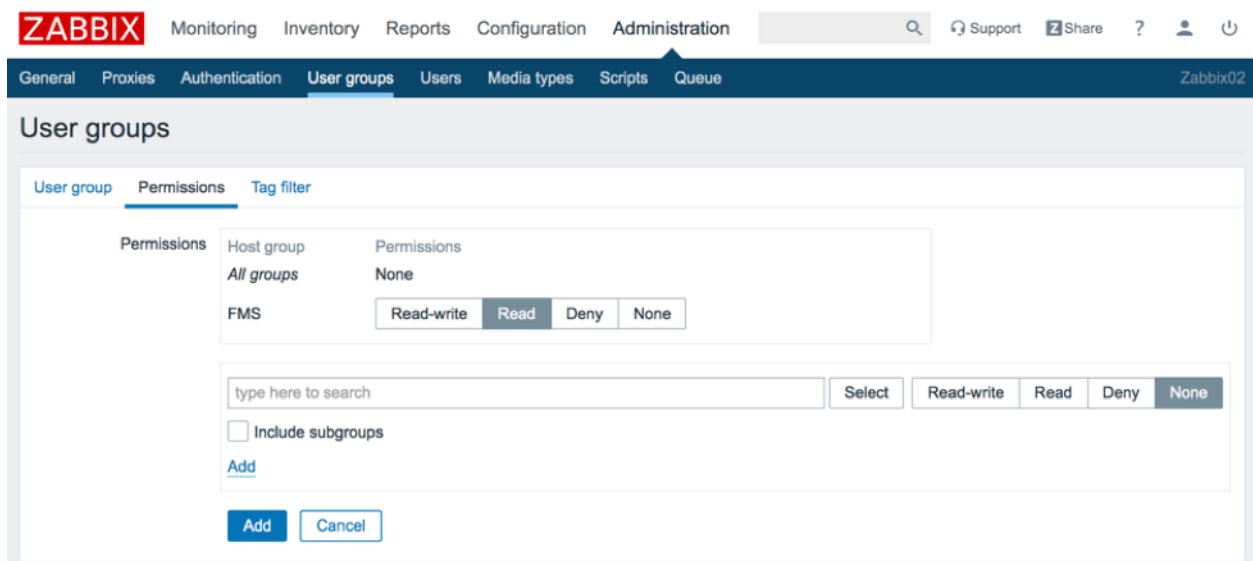 ZABBIX Monitoring Inventory Reports Configuration Administration Support Z Share ?
General Proxies Authentication User groups Users Media types Scripts Queue Zabbix02
User groups
User group Permissions Tag filter
Permissions Host group Permissions
All groups None
FMS Read-write Read Deny None
type here to search Select Read-write Read Deny None
Include subgroups
Add
Add Cancel